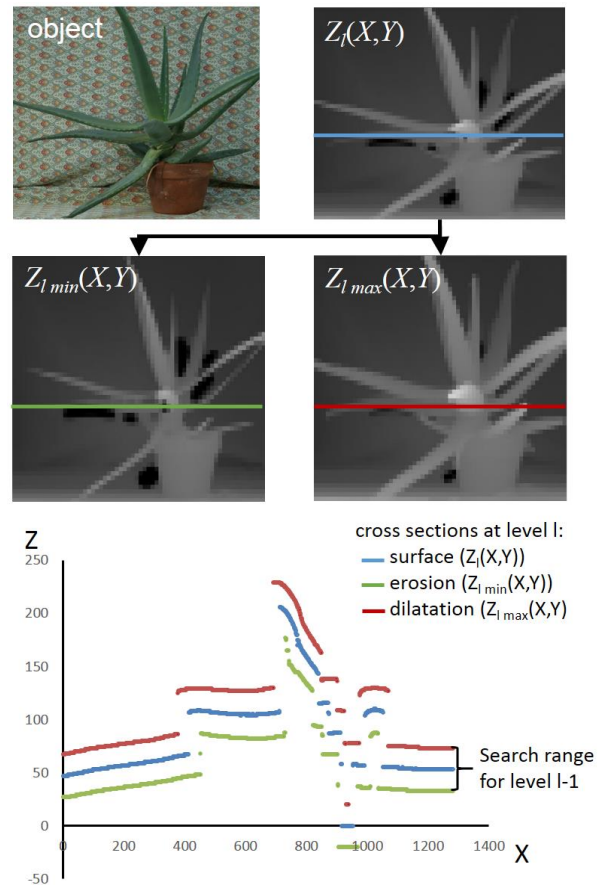 object
Zl(X,Y)
Zl min(X,Y)
Zl max(X,Y)
cross sections at level l:
surface (Zl(X,Y))
erosion (Zl min(X,Y))
dilatation (Zl max(X,Y)
Z
250
200
150
100
50
0
-50
0 200 400 600 800 1000 1200 1400
X
Search range
for level l-1